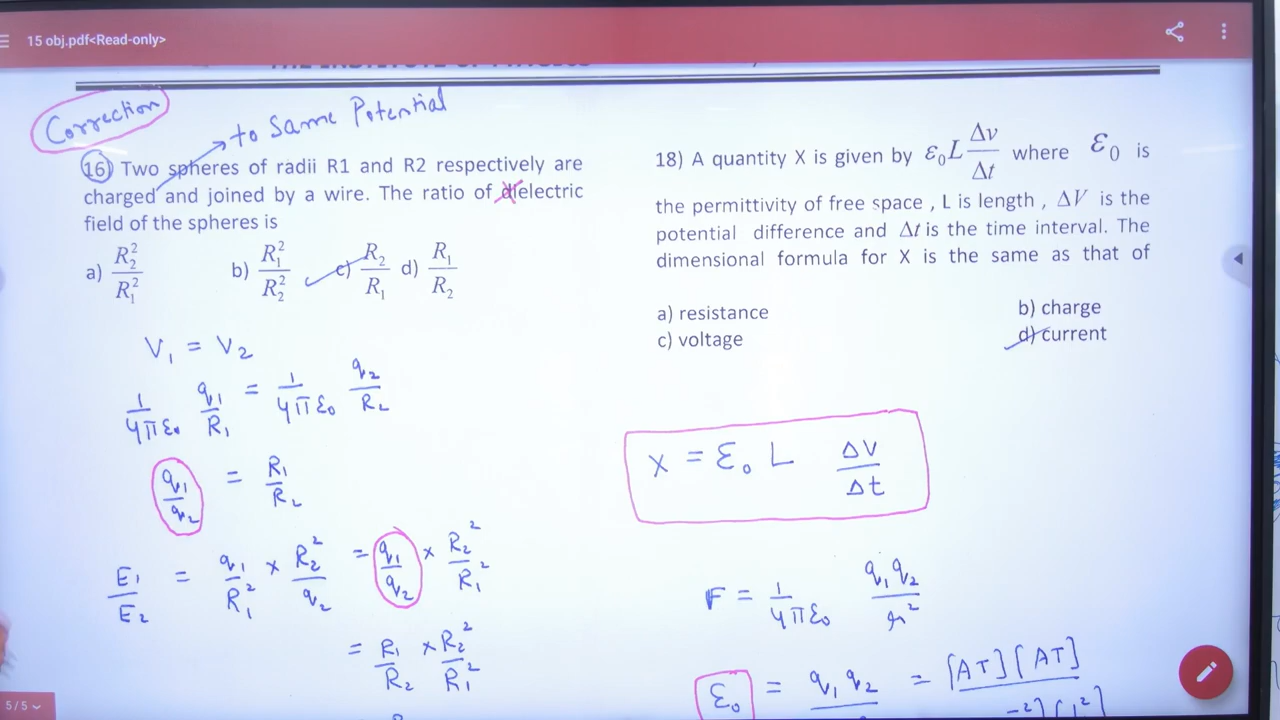 15 obj.pdf<Read-only>
Correction
to Same Potential
16) Two spheres of radii R1 and R2 respectively are
charged and joined by a wire. The ratio of dielectric
field of the spheres is
a) R₂²/R₁² b) R₁²/R₂² c) R₂/R₁ d) R₁/R₂
V₁ = V₂
1/4πε₀ q₁/R₁ = 1/4πε₀ q₂/R₂
q₁/q₂ = R₁/R₂
E₁/E₂ = q₁/R₁² × R₂²/q₂ = q₁/q₂ × R₂²/R₁²
= R₁/R₂ × R₂²/R₁²
18) A quantity X is given by ε₀L Δv/Δt where ε₀ is
the permittivity of free space , L is length , ΔV is the
potential difference and Δt is the time interval. The
dimensional formula for X is the same as that of
a) resistance b) charge
c) voltage d) current
X = ε₀ L ΔV/Δt
F = 1/4πε₀ q₁q₂/r²
ε₀ = q₁q₂ = [AT][AT]
5/5